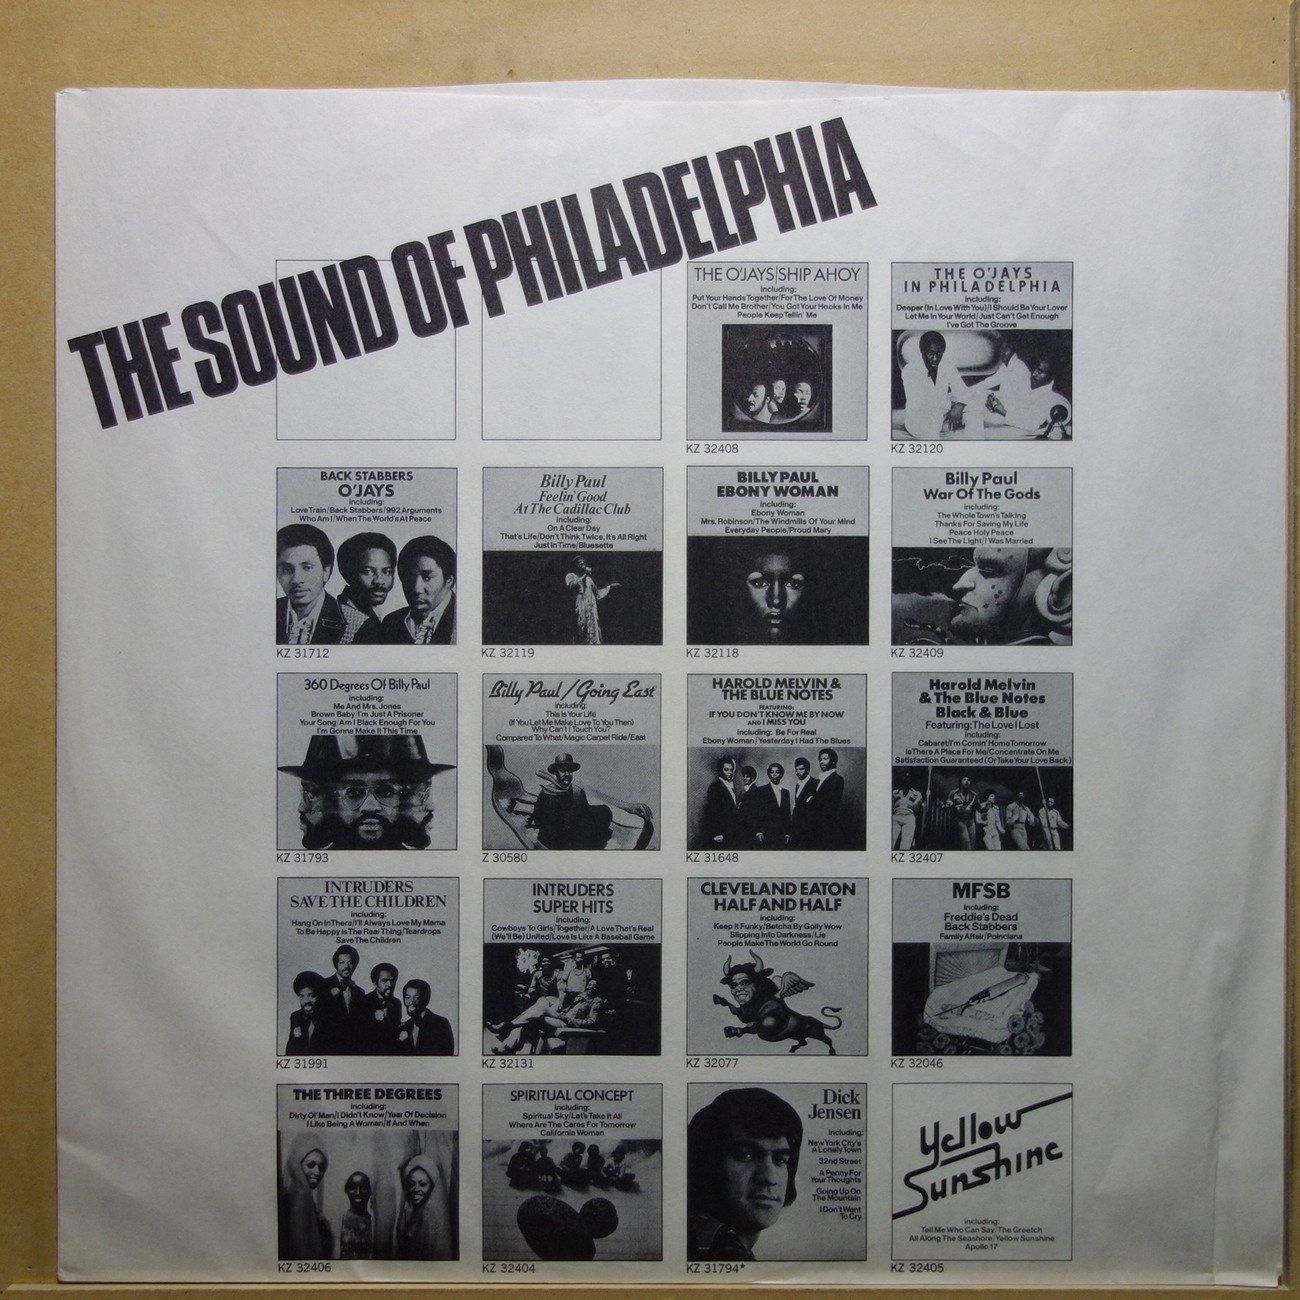 THE SOUND OF PHILADELPHIA
THE O'JAYS/SHIP AHOY
including:
Put Your Hands Together/For The Love Of Money
Don't Call Me Brother/You Got Your Hooks In Me
People Keep Tellin' Me
KZ 32408
THE O'JAYS
IN PHILADELPHIA
including:
Deeper (In Love With You)/I Should Be Your Lover
Let Me In Your World/Just Can't Get Enough
I've Got The Groove
KZ 32120
BACK STABBERS
O'JAYS
including:
Love Train/Back Stabbers/992 Arguments
Who Am I/When The World's At Peace
KZ 31712
Billy Paul
Feelin' Good
At The Cadillac Club
including:
On A Clear Day
That's Life/Don't Think Twice, It's All Right
Just In Time/Bluesette
KZ 32119
BILLY PAUL
EBONY WOMAN
including:
Ebony Woman
Mrs. Robinson/The Windmills Of Your Mind
Everyday People/Proud Mary
KZ 32118
Billy Paul
War Of The Gods
including:
The Whole Town's Talking
Thanks For Saving My Life
Peace Holy Peace
I See The Light/I Was Married
KZ 32409
360 Degrees Of Billy Paul
including:
Me And Mrs. Jones
Brown Baby/I'm Just A Prisoner
Your Song/Am I Black Enough For You
I'm Gonna Make It This Time
KZ 31793
Billy Paul/Going East
including:
This Is Your Life
(If You Let Me Make Love To You Then)
Why Can't I Touch You?
Compared To What/Magic Carpet Ride/East
Z 30580
HAROLD MELVIN &
THE BLUE NOTES
FEATURING:
IF YOU DON'T KNOW ME BY NOW
AND I MISS YOU
including: Be For Real
Ebony Woman/Yesterday I Had The Blues
KZ 31648
Harold Melvin
& The Blue Notes
Black & Blue
Featuring: The Love I Lost
including:
Cabaret/I'm Comin' Home Tomorrow
Is There A Place For Me/Concentrate On Me
Satisfaction Guaranteed (Or Take Your Love Back)
KZ 32407
INTRUDERS
SAVE THE CHILDREN
including:
Hang On In There/I'll Always Love My Mama
To Be Happy Is The Real Thing/Teardrops
Save The Children
KZ 31991
INTRUDERS
SUPER HITS
including:
Cowboys To Girls/Together/A Love That's Real
(We'll Be) United/Love Is Like A Baseball Game
KZ 32131
CLEVELAND EATON
HALF AND HALF
including:
Keep It Funky/Betcha By Golly Wow
Slipping Into Darkness/Lie
People Make The World Go Round
KZ 32077
MFSB
including:
Freddie's Dead
Back Stabbers
Family Affair/Poinciana
KZ 32046
THE THREE DEGREES
including:
Dirty Ol' Man/I Didn't Know/Year Of Decision
I Like Being A Woman/If And When
KZ 32406
SPIRITUAL CONCEPT
including:
Spiritual Sky/Let's Take It All
Where Are The Cares For Tomorrow
California Woman
KZ 32404
Dick
Jensen
including:
New York City's
A Lonely Town
32nd Street
A Penny For
Your Thoughts
Going Up On
The Mountain
I Don't Want
To Cry
KZ 31794*
Yellow
Sunshine
including:
Tell Me Who Can Say/The Greetch
All Along The Seashore/Yellow Sunshine
Apollo 17
KZ 32405